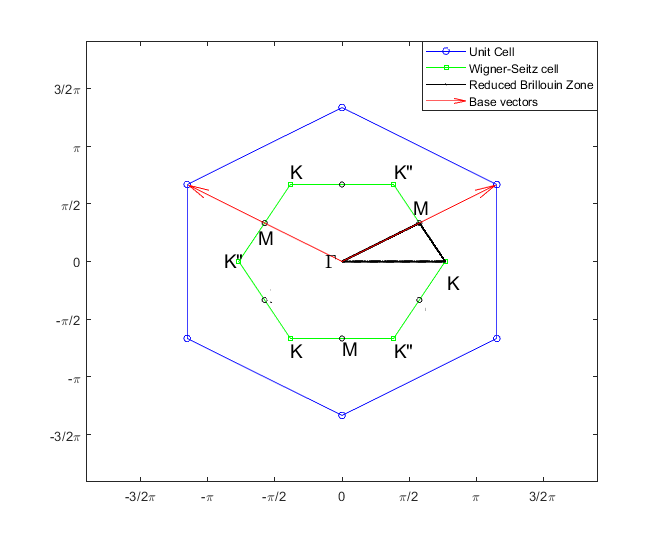 Unit Cell
Wigner-Seitz cell
Reduced Brillouin Zone
Base vectors
3/2π
π
π/2
0
-π/2
-π
-3/2π
K K"
M
M
K" Γ
K
K M K"
-3/2π -π -π/2 0 π/2 π 3/2π